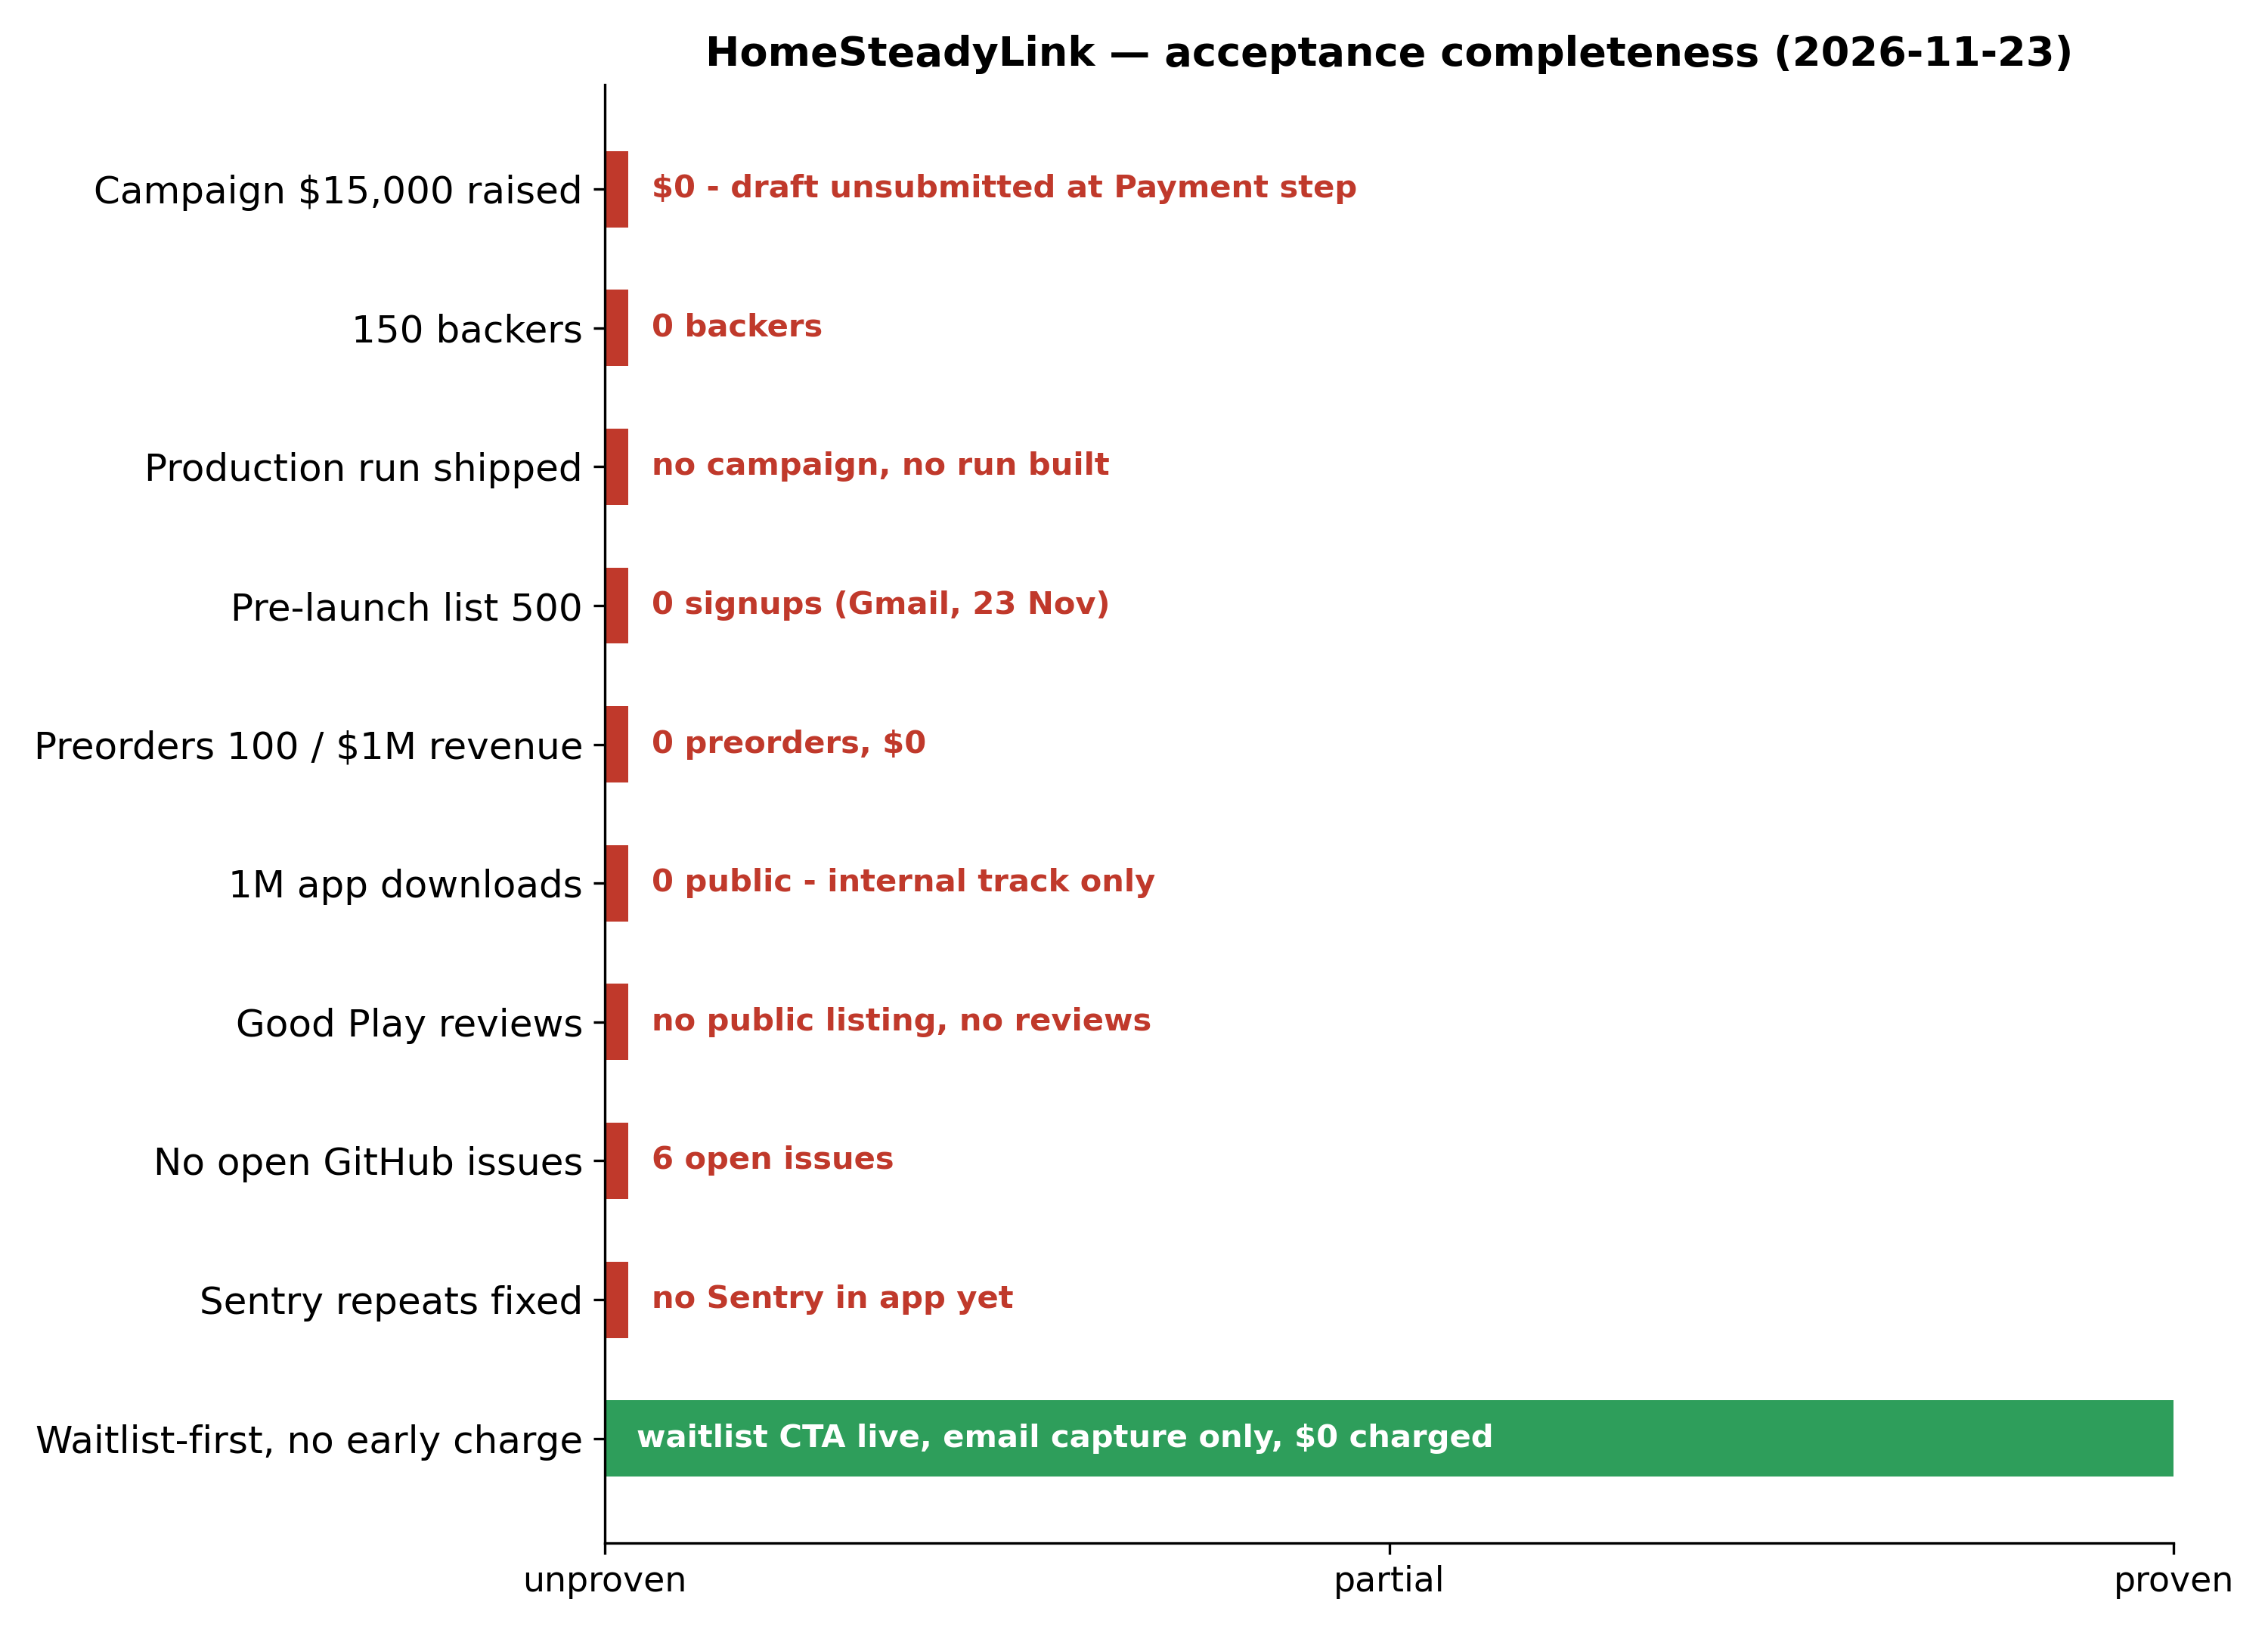 HomeSteadyLink — acceptance completeness (2026-11-23)
Campaign $15,000 raised
$0 - draft unsubmitted at Payment step
150 backers
0 backers
Production run shipped
no campaign, no run built
Pre-launch list 500
0 signups (Gmail, 23 Nov)
Preorders 100 / $1M revenue
0 preorders, $0
1M app downloads
0 public - internal track only
Good Play reviews
no public listing, no reviews
No open GitHub issues
6 open issues
Sentry repeats fixed
no Sentry in app yet
Waitlist-first, no early charge
waitlist CTA live, email capture only, $0 charged
unproven
partial
proven